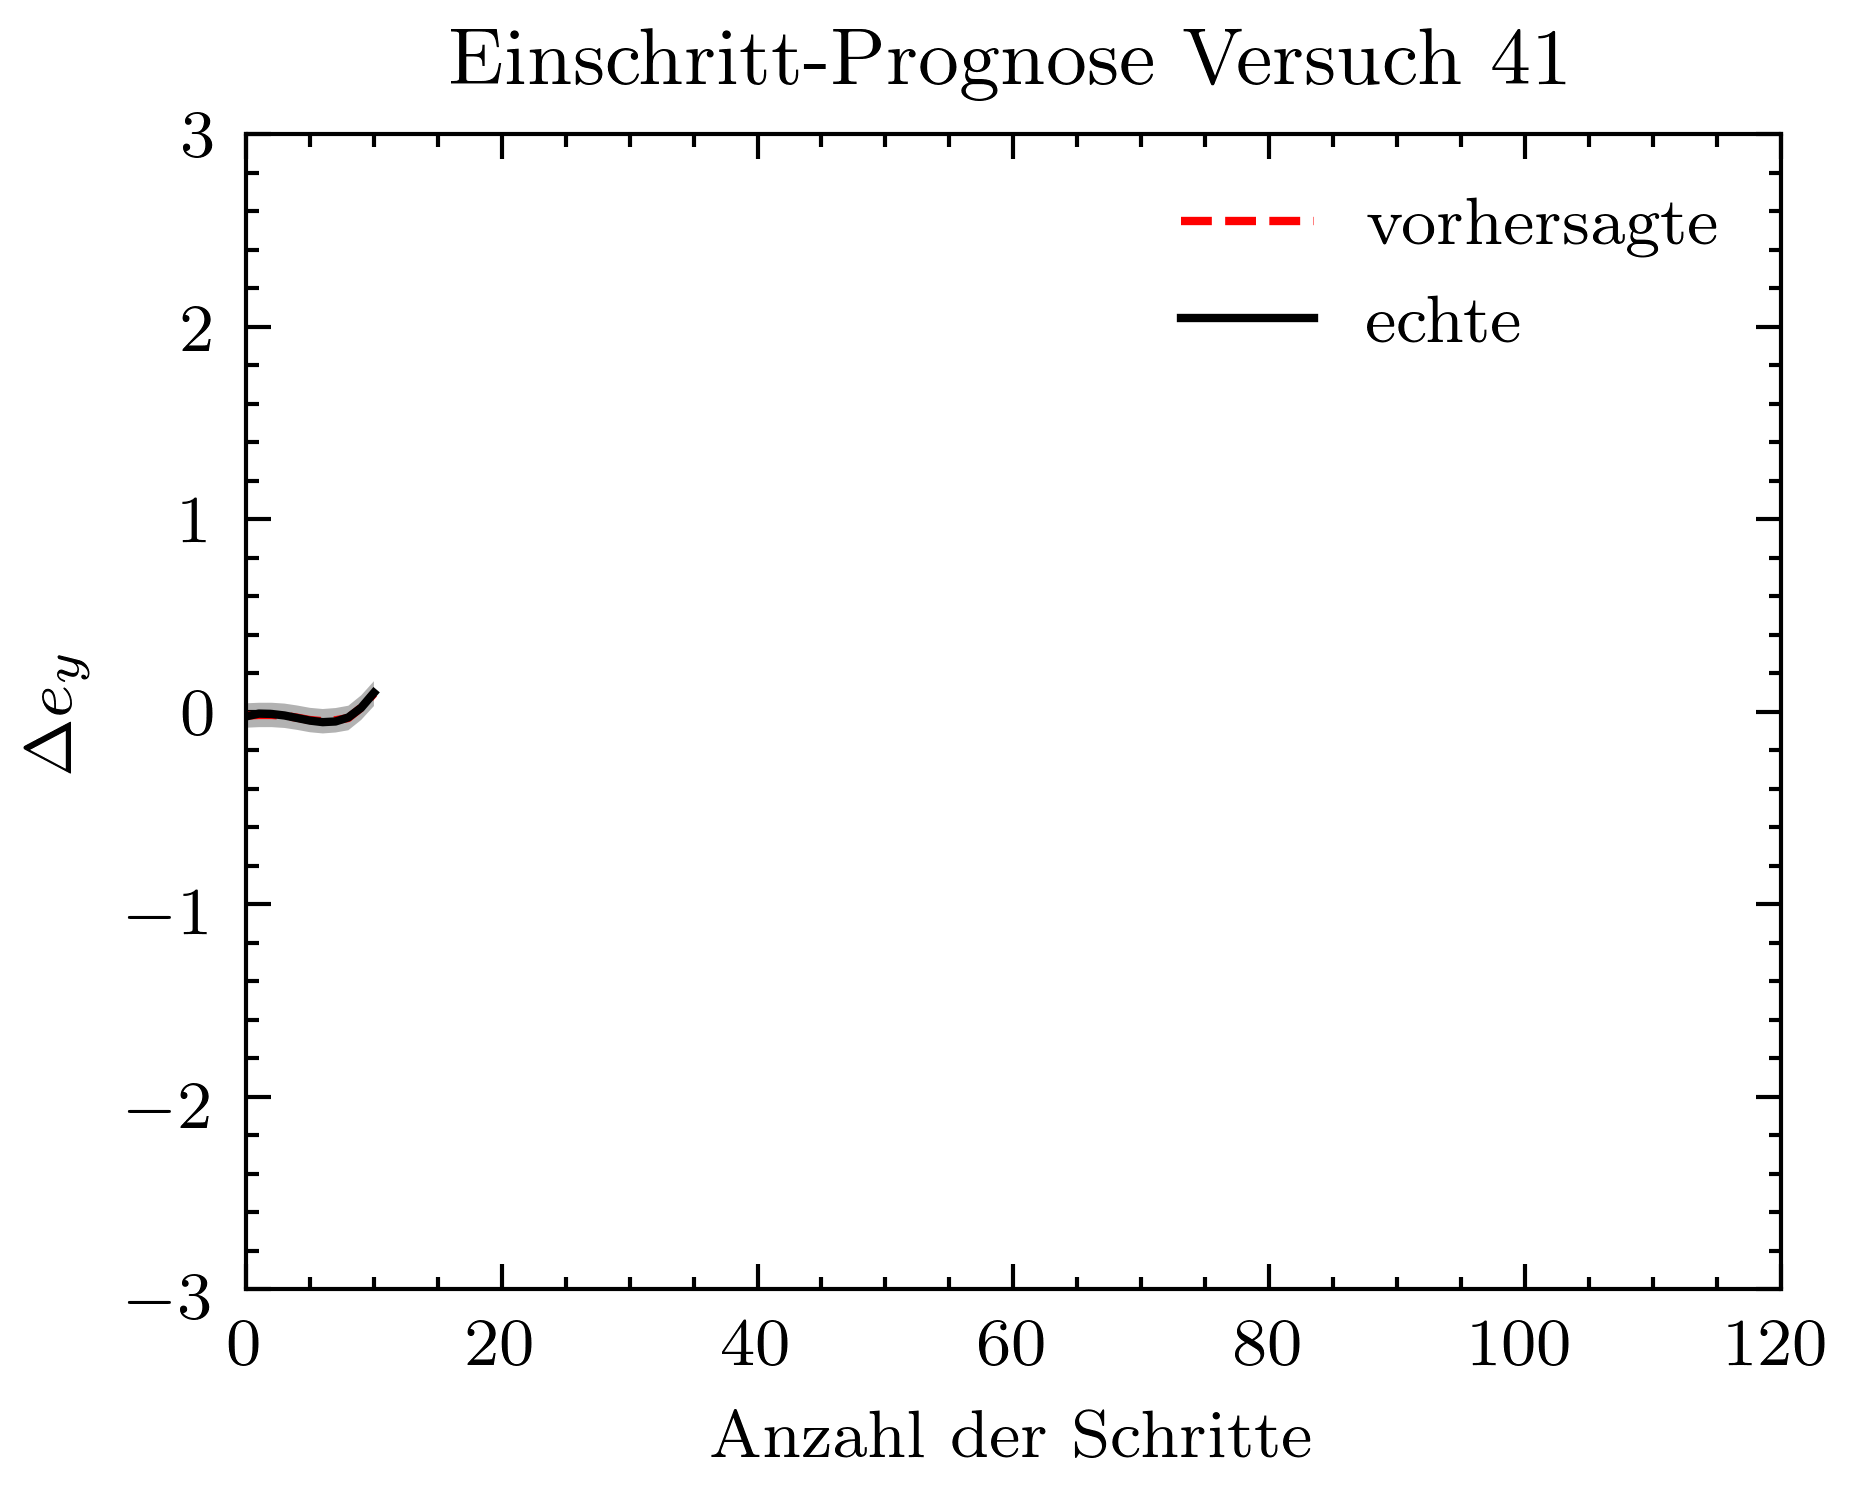 Einschritt-Prognose Versuch 41
3
2
1
0
−1
−2
−3
Δe_y
vorhersagte
echte
0 20 40 60 80 100 120
Anzahl der Schritte